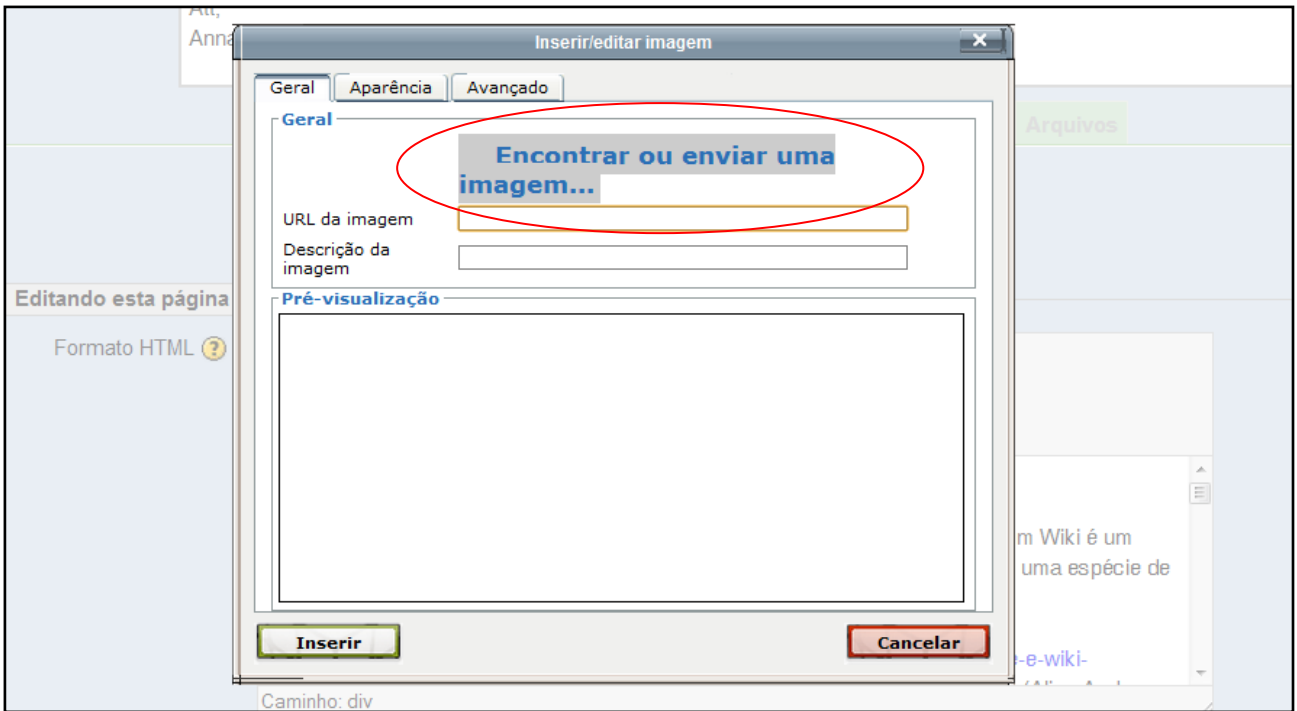 Att,
Anna
Inserir/editar imagem
Geral Aparência Avançado
Geral
Arquivos
Encontrar ou enviar uma
imagem...
URL da imagem
Descrição da
imagem
Editando esta página
Pré-visualização
Formato HTML ?
m Wiki é um
uma espécie de
Inserir Cancelar
-e-wiki-
Caminho: div